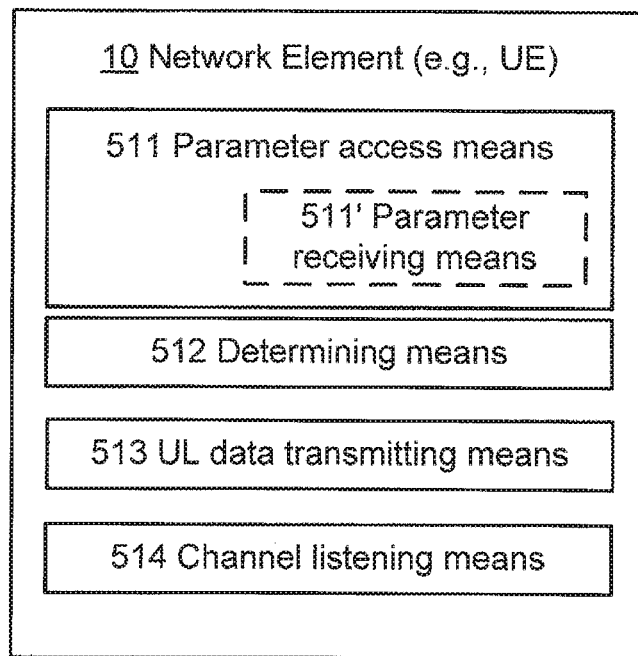 10 Network Element (e.g., UE)
511 Parameter access means
511' Parameter
receiving means
512 Determining means
513 UL data transmitting means
514 Channel listening means